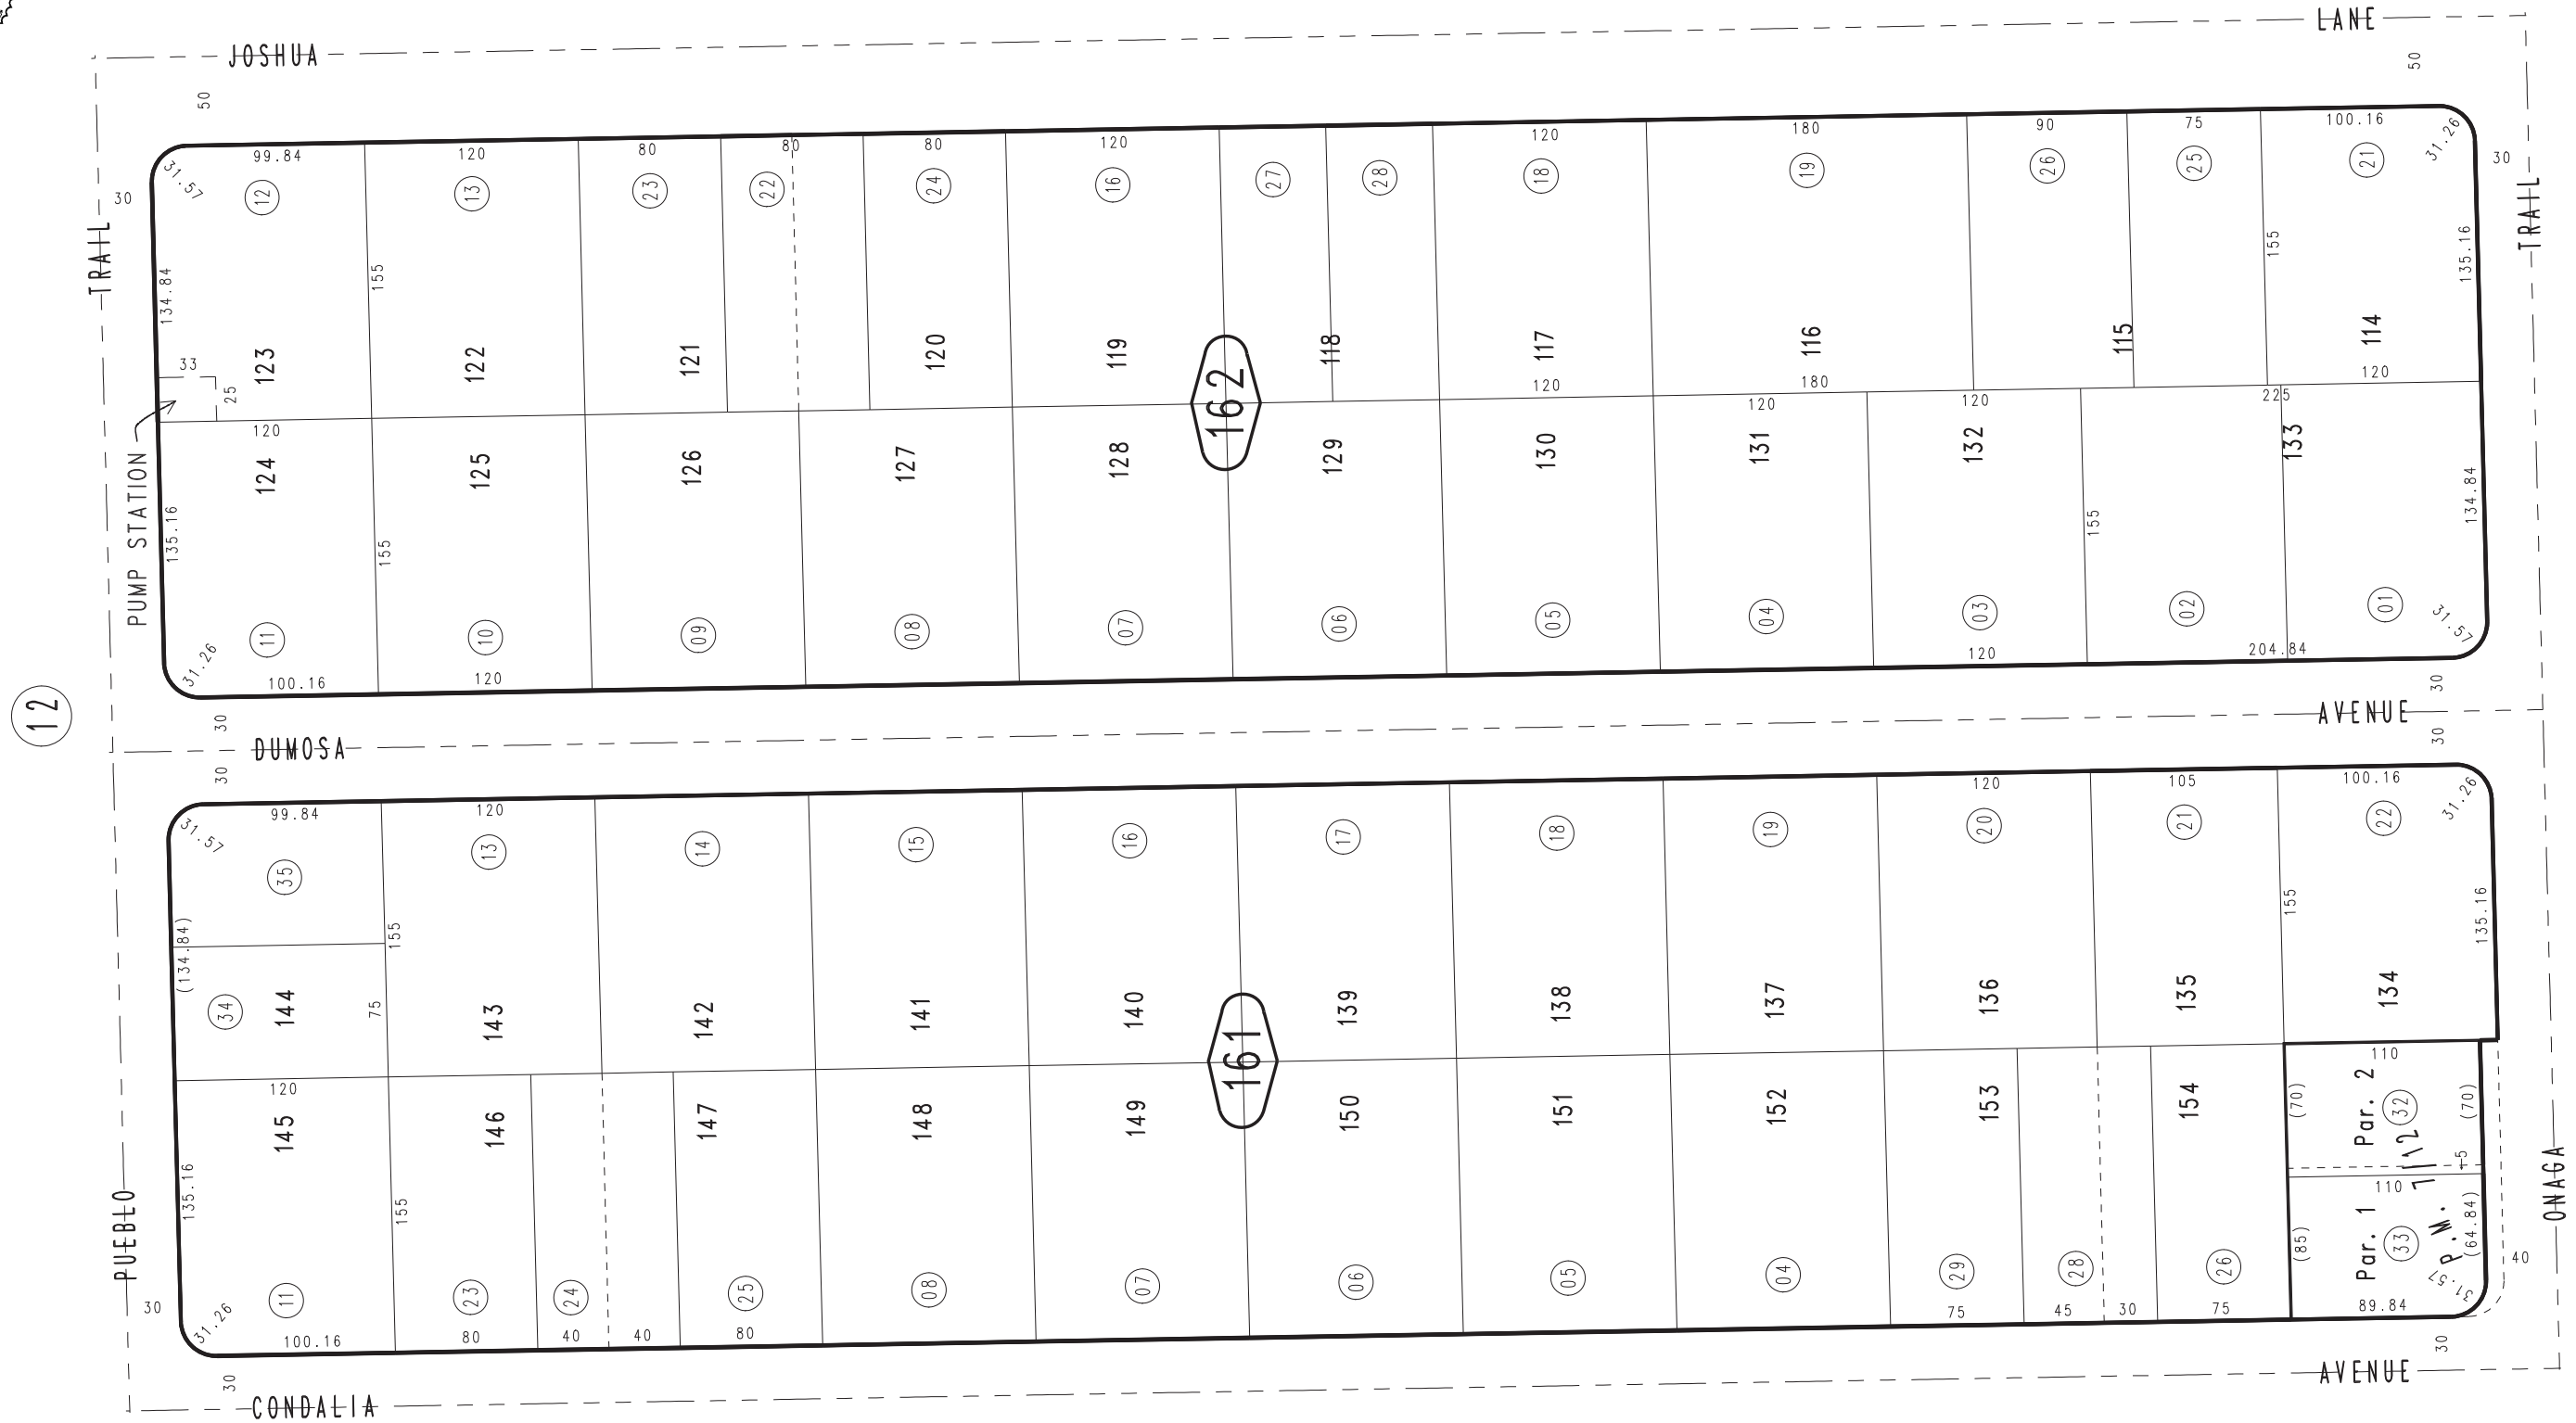 JOSHUA LANE
50 50
99.84 120 80 80 80 120 120 180 90 75 100.16
31.57 31.26
30 30
12 13 23 22 24 16 27 28 18 19 26 25 21
TRAIL TRAIL
134.84 155 155 135.16
123 122 121 120 119 118 117 116 115 114
33
25
120 180 120
162
PUMP STATION
120 120 120 225
124 125 126 127 128 129 130 131 132 133
135.16 155 155 134.84
11 10 09 08 07 06 05 04 03 02 01
31.26 31.57
100.16 120 120 204.84
12
30 30
DUMOSA AVENUE
30 30
99.84 120 120 105 100.16
31.57 31.26
35 13 14 15 16 17 18 19 20 21 22
(134.84) 155 155 135.16
34 75
144 143 142 141 140 139 138 137 136 135 134
161
120 110
145 146 147 148 149 150 151 152 153 154
(70) Par. 2 32 (70)
15
110
P.M. 7/12
135.16 155
PUEBLO ONAGA
(85) Par. 1 33 (64.84)
31.57
40
11 23 24 25 08 07 06 05 04 29 28 26
30
31.26
100.16 80 40 40 80 75 45 30 75 89.84
30 30
CONDALIA AVENUE